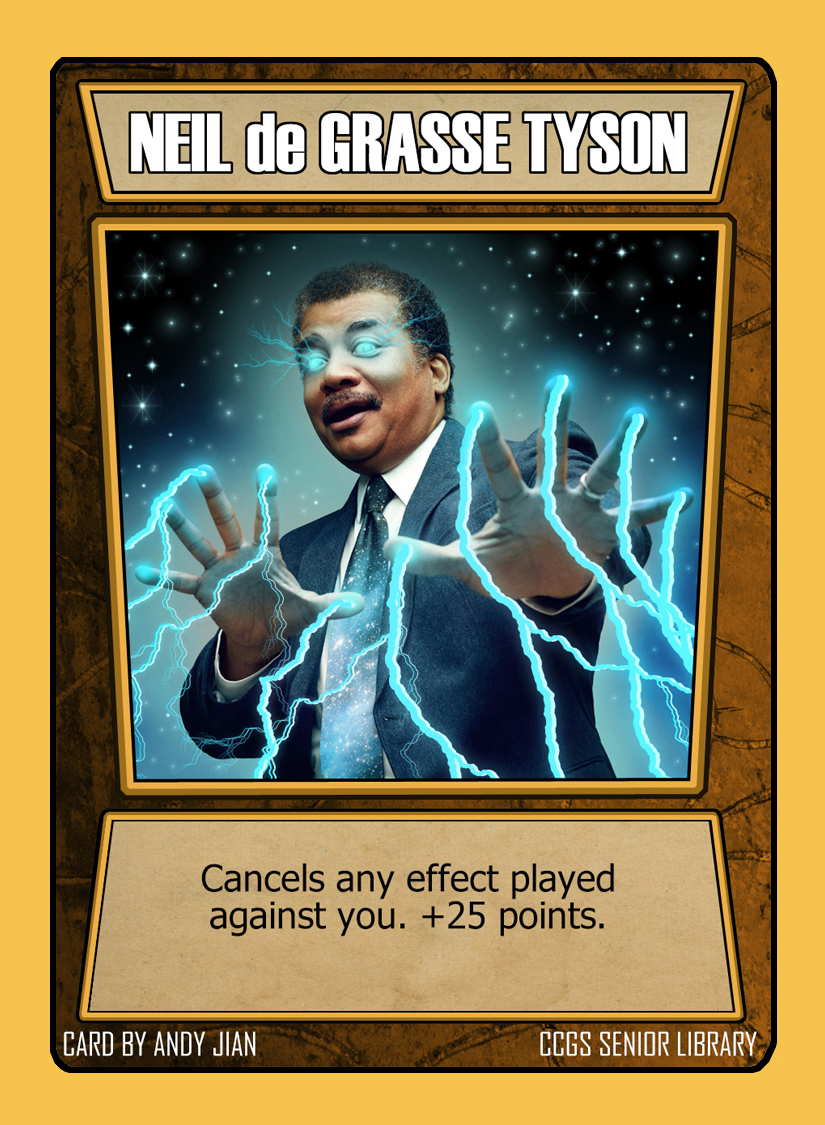 NEIL de GRASSE TYSON
Cancels any effect played
against you. +25 points.
CARD BY ANDY JIAN
CCGS SENIOR LIBRARY